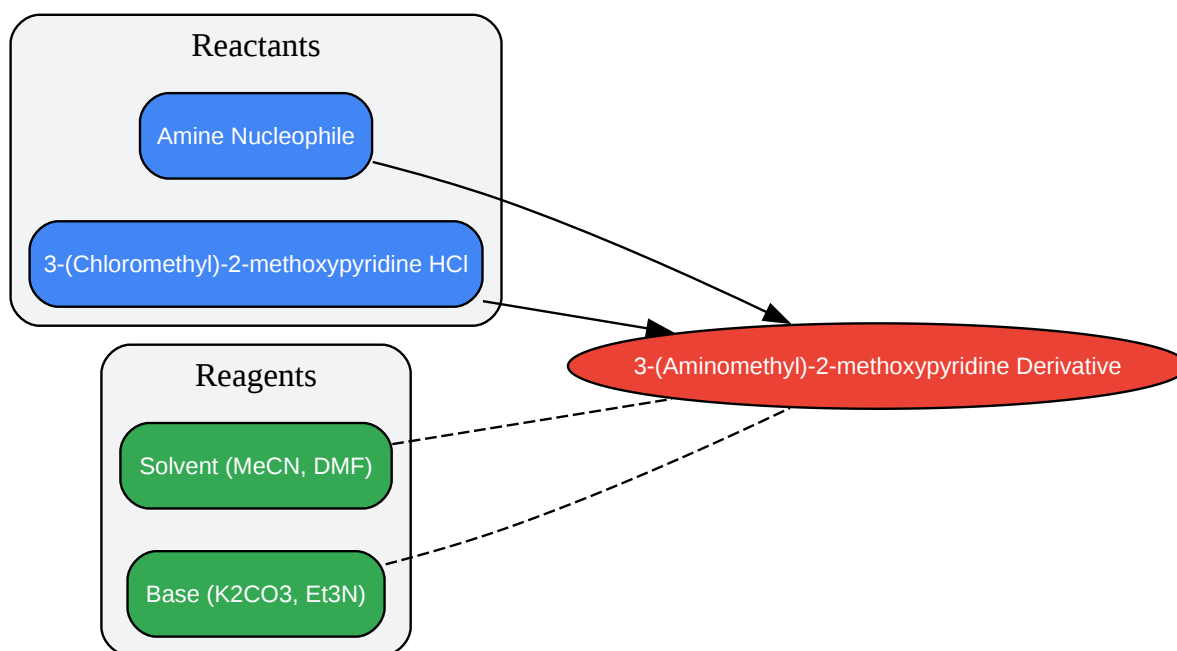 Reactants
Amine Nucleophile
3-(Chloromethyl)-2-methoxypyridine HCl
3-(Aminomethyl)-2-methoxypyridine Derivative
Reagents
Solvent (MeCN, DMF)
Base (K2CO3, Et3N)